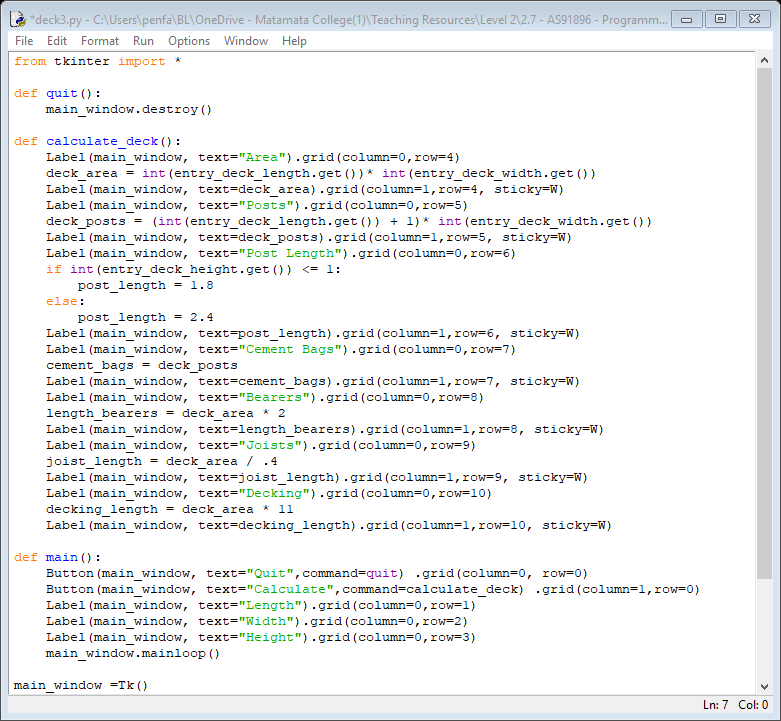 *deck3.py - C:\Users\penfa\BL\OneDrive - Matamata College(1)\Teaching Resources\Level 2\2.7 - AS91896 - Programm...
File Edit Format Run Options Window Help
from tkinter import *

def quit():
    main_window.destroy()

def calculate_deck():
    Label(main_window, text="Area").grid(column=0,row=4)
    deck_area = int(entry_deck_length.get())* int(entry_deck_width.get())
    Label(main_window, text=deck_area).grid(column=1,row=4, sticky=W)
    Label(main_window, text="Posts").grid(column=0,row=5)
    deck_posts = (int(entry_deck_length.get()) + 1)* int(entry_deck_width.get())
    Label(main_window, text=deck_posts).grid(column=1,row=5, sticky=W)
    Label(main_window, text="Post Length").grid(column=0,row=6)
    if int(entry_deck_height.get()) <= 1:
        post_length = 1.8
    else:
        post_length = 2.4
    Label(main_window, text=post_length).grid(column=1,row=6, sticky=W)
    Label(main_window, text="Cement Bags").grid(column=0,row=7)
    cement_bags = deck_posts
    Label(main_window, text=cement_bags).grid(column=1,row=7, sticky=W)
    Label(main_window, text="Bearers").grid(column=0,row=8)
    length_bearers = deck_area * 2
    Label(main_window, text=length_bearers).grid(column=1,row=8, sticky=W)
    Label(main_window, text="Joists").grid(column=0,row=9)
    joist_length = deck_area / .4
    Label(main_window, text=joist_length).grid(column=1,row=9, sticky=W)
    Label(main_window, text="Decking").grid(column=0,row=10)
    decking_length = deck_area * 11
    Label(main_window, text=decking_length).grid(column=1,row=10, sticky=W)

def main():
    Button(main_window, text="Quit",command=quit) .grid(column=0, row=0)
    Button(main_window, text="Calculate",command=calculate_deck) .grid(column=1,row=0)
    Label(main_window, text="Length").grid(column=0,row=1)
    Label(main_window, text="Width").grid(column=0,row=2)
    Label(main_window, text="Height").grid(column=0,row=3)
    main_window.mainloop()

main_window =Tk()
Ln: 7 Col: 0